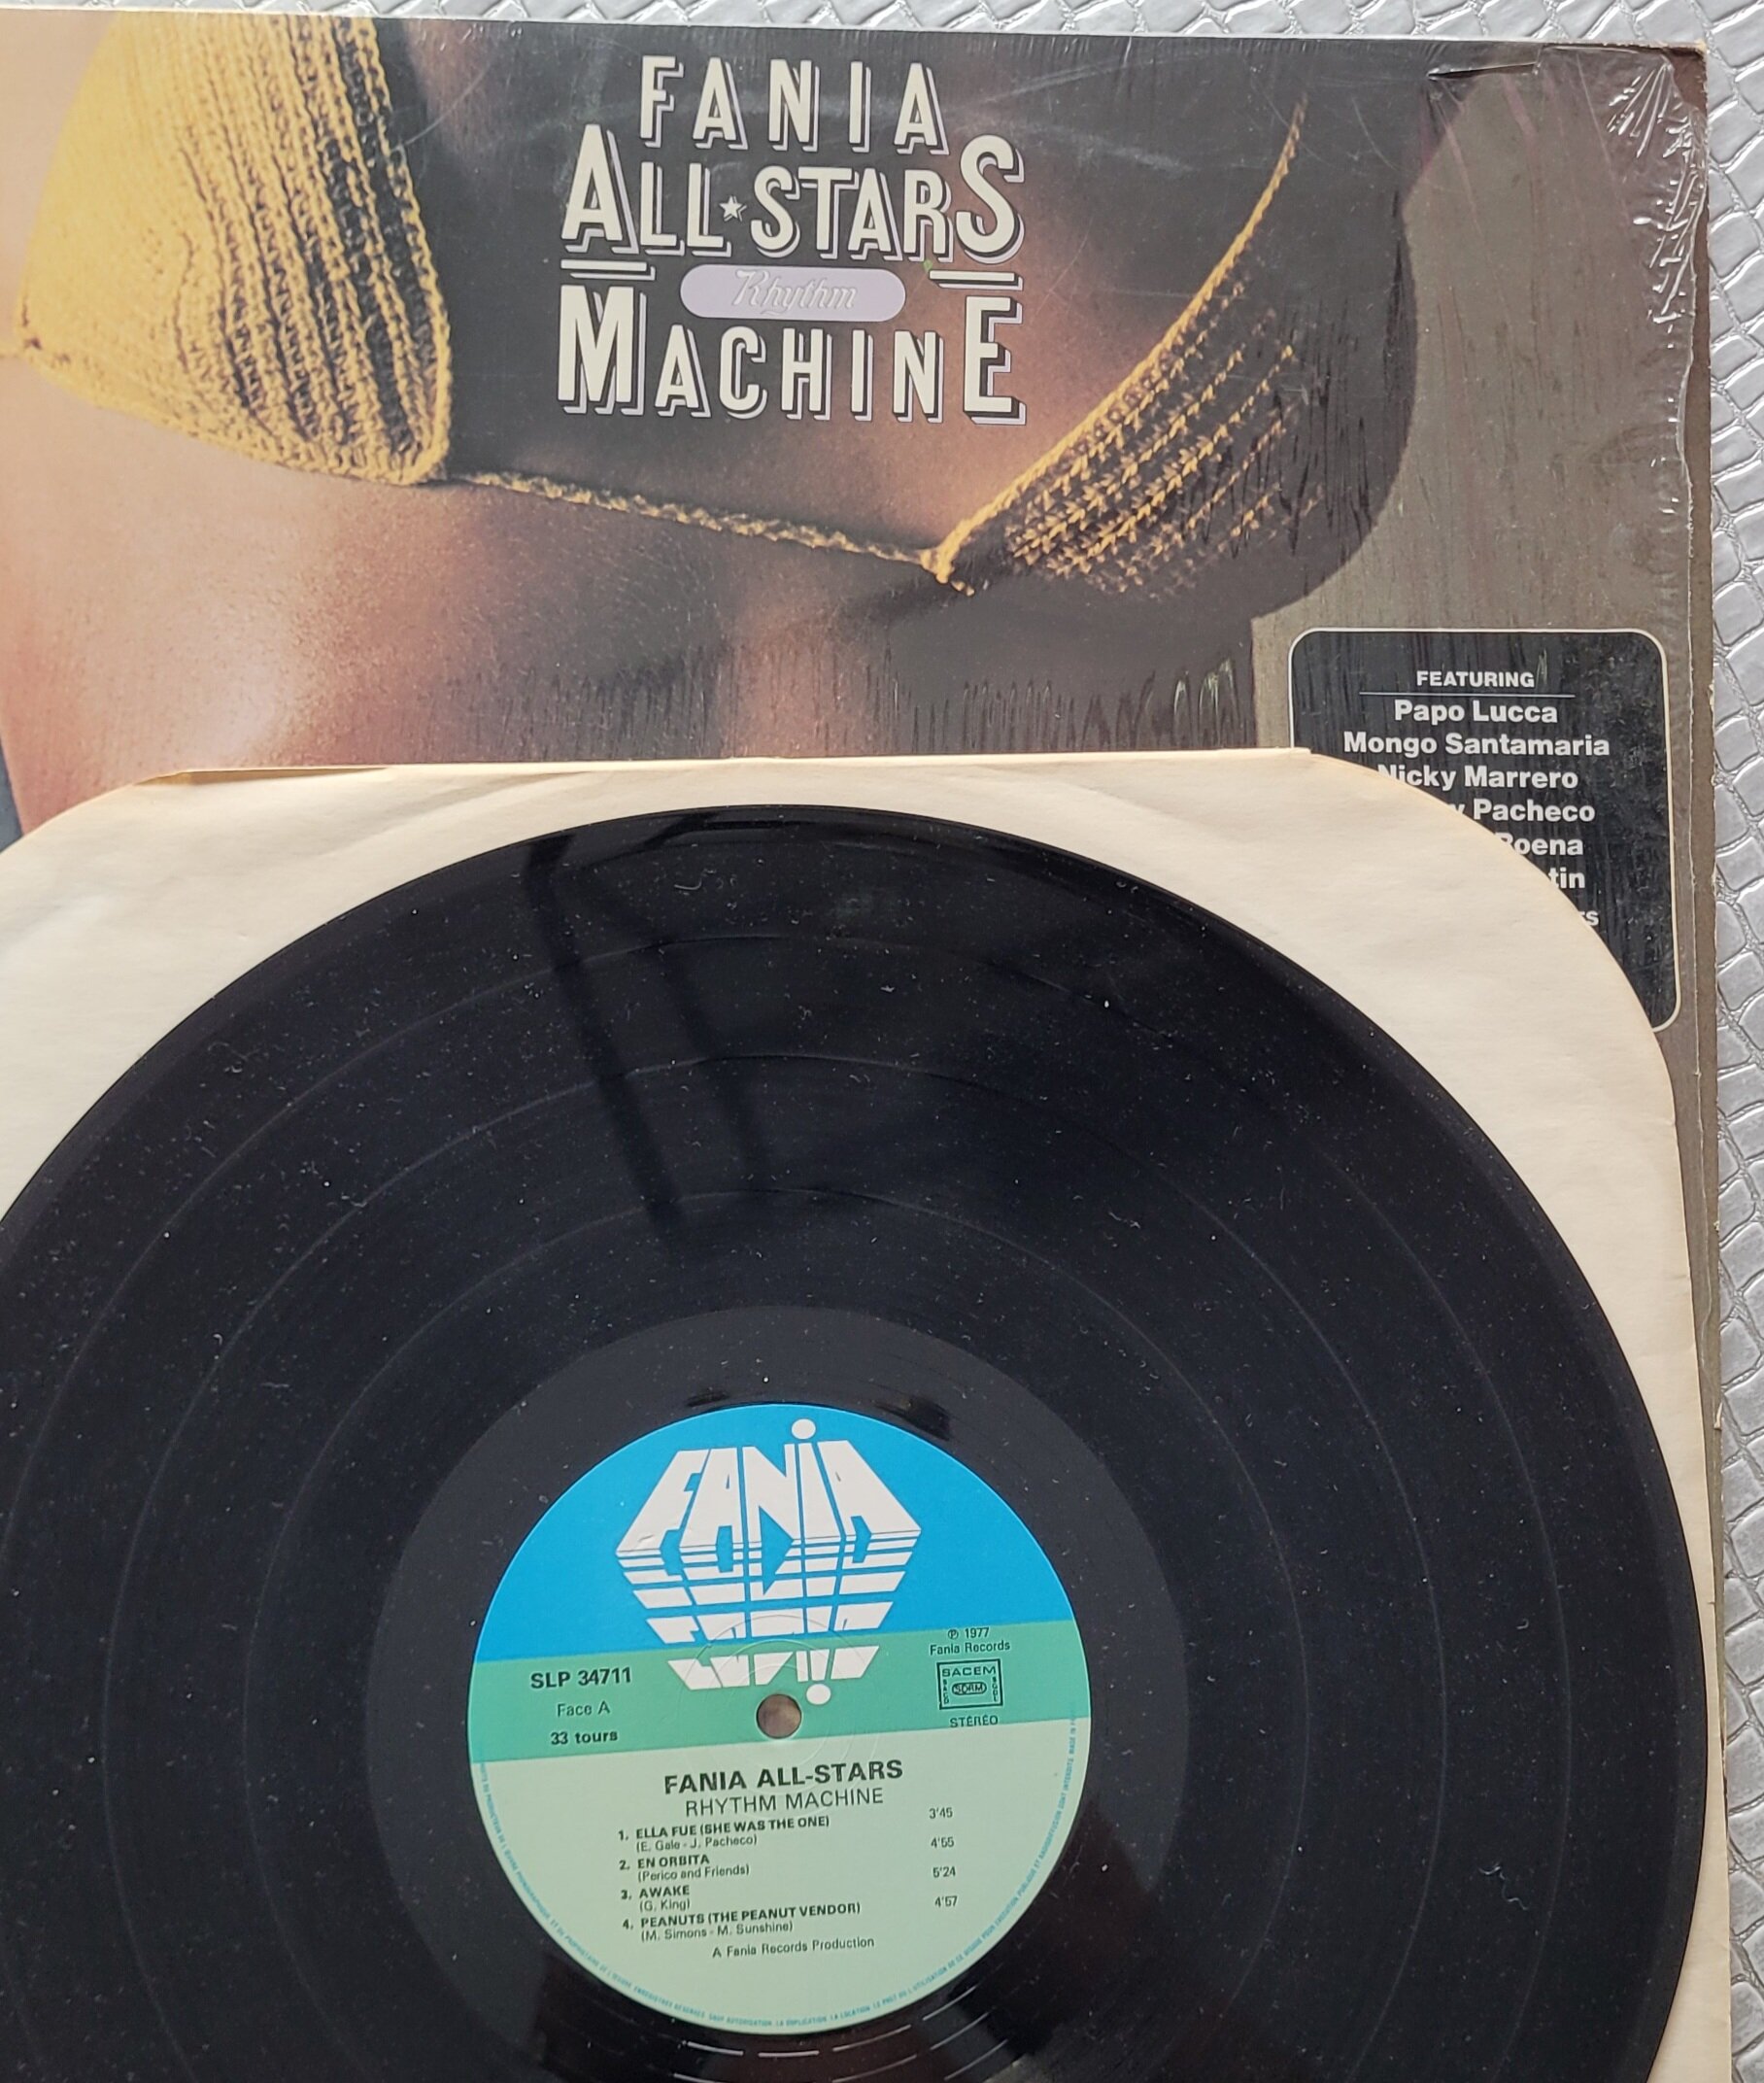 FANIA
ALL★STARS
Rhythm
MACHINE
FEATURING
Papo Lucca
Mongo Santamaria
Nicky Marrero
Pacheco
FANIA
℗ 1977
Fania Records
SLP 34711
Face A
33 tours
SACEM
SDRM
STÉRÉO
FANIA ALL-STARS
RHYTHM MACHINE
1. ELLA FUE (SHE WAS THE ONE) 3'45
(E. Gale - J. Pacheco)
2. EN ORBITA 4'55
(Perico and Friends)
3. AWAKE 5'24
(G. King)
4. PEANUTS (THE PEANUT VENDOR) 4'57
(M. Simons - M. Sunshine)
A Fania Records Production